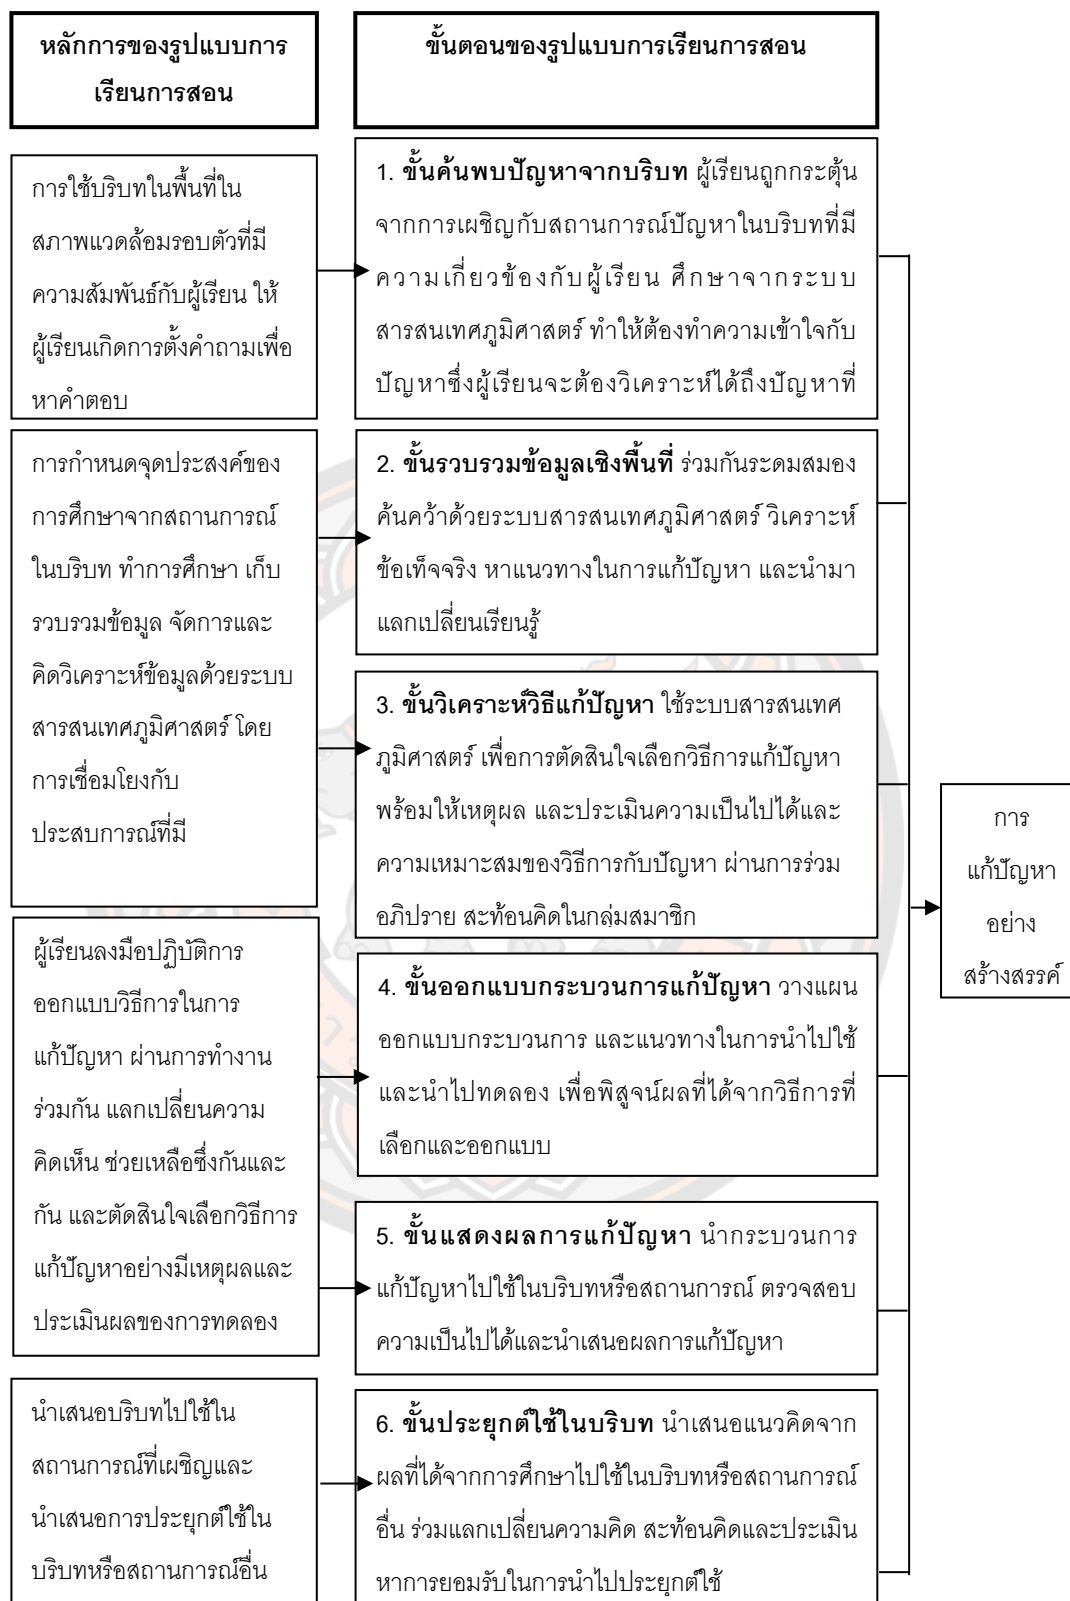 หลักการของรูปแบบการ
เรียนการสอน
ขั้นตอนของรูปแบบการเรียนการสอน
การใช้บริบทในพื้นที่ใน
สภาพแวดล้อมรอบตัวที่มี
ความสัมพันธ์กับผู้เรียน ให้
ผู้เรียนเกิดการตั้งคำถามเพื่อ
หาคำตอบ
1. ขั้นค้นพบปัญหาจากบริบท ผู้เรียนถูกกระตุ้น
จากการเผชิญกับสถานการณ์ปัญหาในบริบทที่มี
ความเกี่ยวข้องกับผู้เรียน ศึกษาจากระบบ
สารสนเทศภูมิศาสตร์ ทำให้ต้องทำความเข้าใจกับ
ปัญหาซึ่งผู้เรียนจะต้องวิเคราะห์ได้ถึงปัญหาที่
การกำหนดจุดประสงค์ของ
การศึกษาจากสถานการณ์
ในบริบท ทำการศึกษา เก็บ
รวบรวมข้อมูล จัดการและ
คิดวิเคราะห์ข้อมูลด้วยระบบ
สารสนเทศภูมิศาสตร์ โดย
การเชื่อมโยงกับ
ประสบการณ์ที่มี
2. ขั้นรวบรวมข้อมูลเชิงพื้นที่ ร่วมกันระดมสมอง
ค้นคว้าด้วยระบบสารสนเทศภูมิศาสตร์ วิเคราะห์
ข้อเท็จจริง หาแนวทางในการแก้ปัญหา และนำมา
แลกเปลี่ยนเรียนรู้
3. ขั้นวิเคราะห์วิธีแก้ปัญหา ใช้ระบบสารสนเทศ
ภูมิศาสตร์ เพื่อการตัดสินใจเลือกวิธีการแก้ปัญหา
พร้อมให้เหตุผล และประเมินความเป็นไปได้และ
ความเหมาะสมของวิธีการกับปัญหา ผ่านการร่วม
อภิปราย สะท้อนคิดในกลุ่มสมาชิก
ผู้เรียนลงมือปฏิบัติการ
ออกแบบวิธีการในการ
แก้ปัญหา ผ่านการทำงาน
ร่วมกัน แลกเปลี่ยนความ
คิดเห็น ช่วยเหลือซึ่งกันและ
กัน และตัดสินใจเลือกวิธีการ
แก้ปัญหาอย่างมีเหตุผลและ
ประเมินผลของการทดลอง
4. ขั้นออกแบบกระบวนการแก้ปัญหา วางแผน
ออกแบบกระบวนการ และแนวทางในการนำไปใช้
และนำไปทดลอง เพื่อพิสูจน์ผลที่ได้จากวิธีการที่
เลือกและออกแบบ
5. ขั้นแสดงผลการแก้ปัญหา นำกระบวนการ
แก้ปัญหาไปใช้ในบริบทหรือสถานการณ์ ตรวจสอบ
ความเป็นไปได้และนำเสนอผลการแก้ปัญหา
นำเสนอบริบทไปใช้ใน
สถานการณ์ที่เผชิญและ
นำเสนอการประยุกต์ใช้ใน
บริบทหรือสถานการณ์อื่น
6. ขั้นประยุกต์ใช้ในบริบท นำเสนอแนวคิดจาก
ผลที่ได้จากการศึกษาไปใช้ในบริบทหรือสถานการณ์
อื่น ร่วมแลกเปลี่ยนความคิด สะท้อนคิดและประเมิน
หาการยอมรับในการนำไปประยุกต์ใช้
การ
แก้ปัญหา
อย่าง
สร้างสรรค์